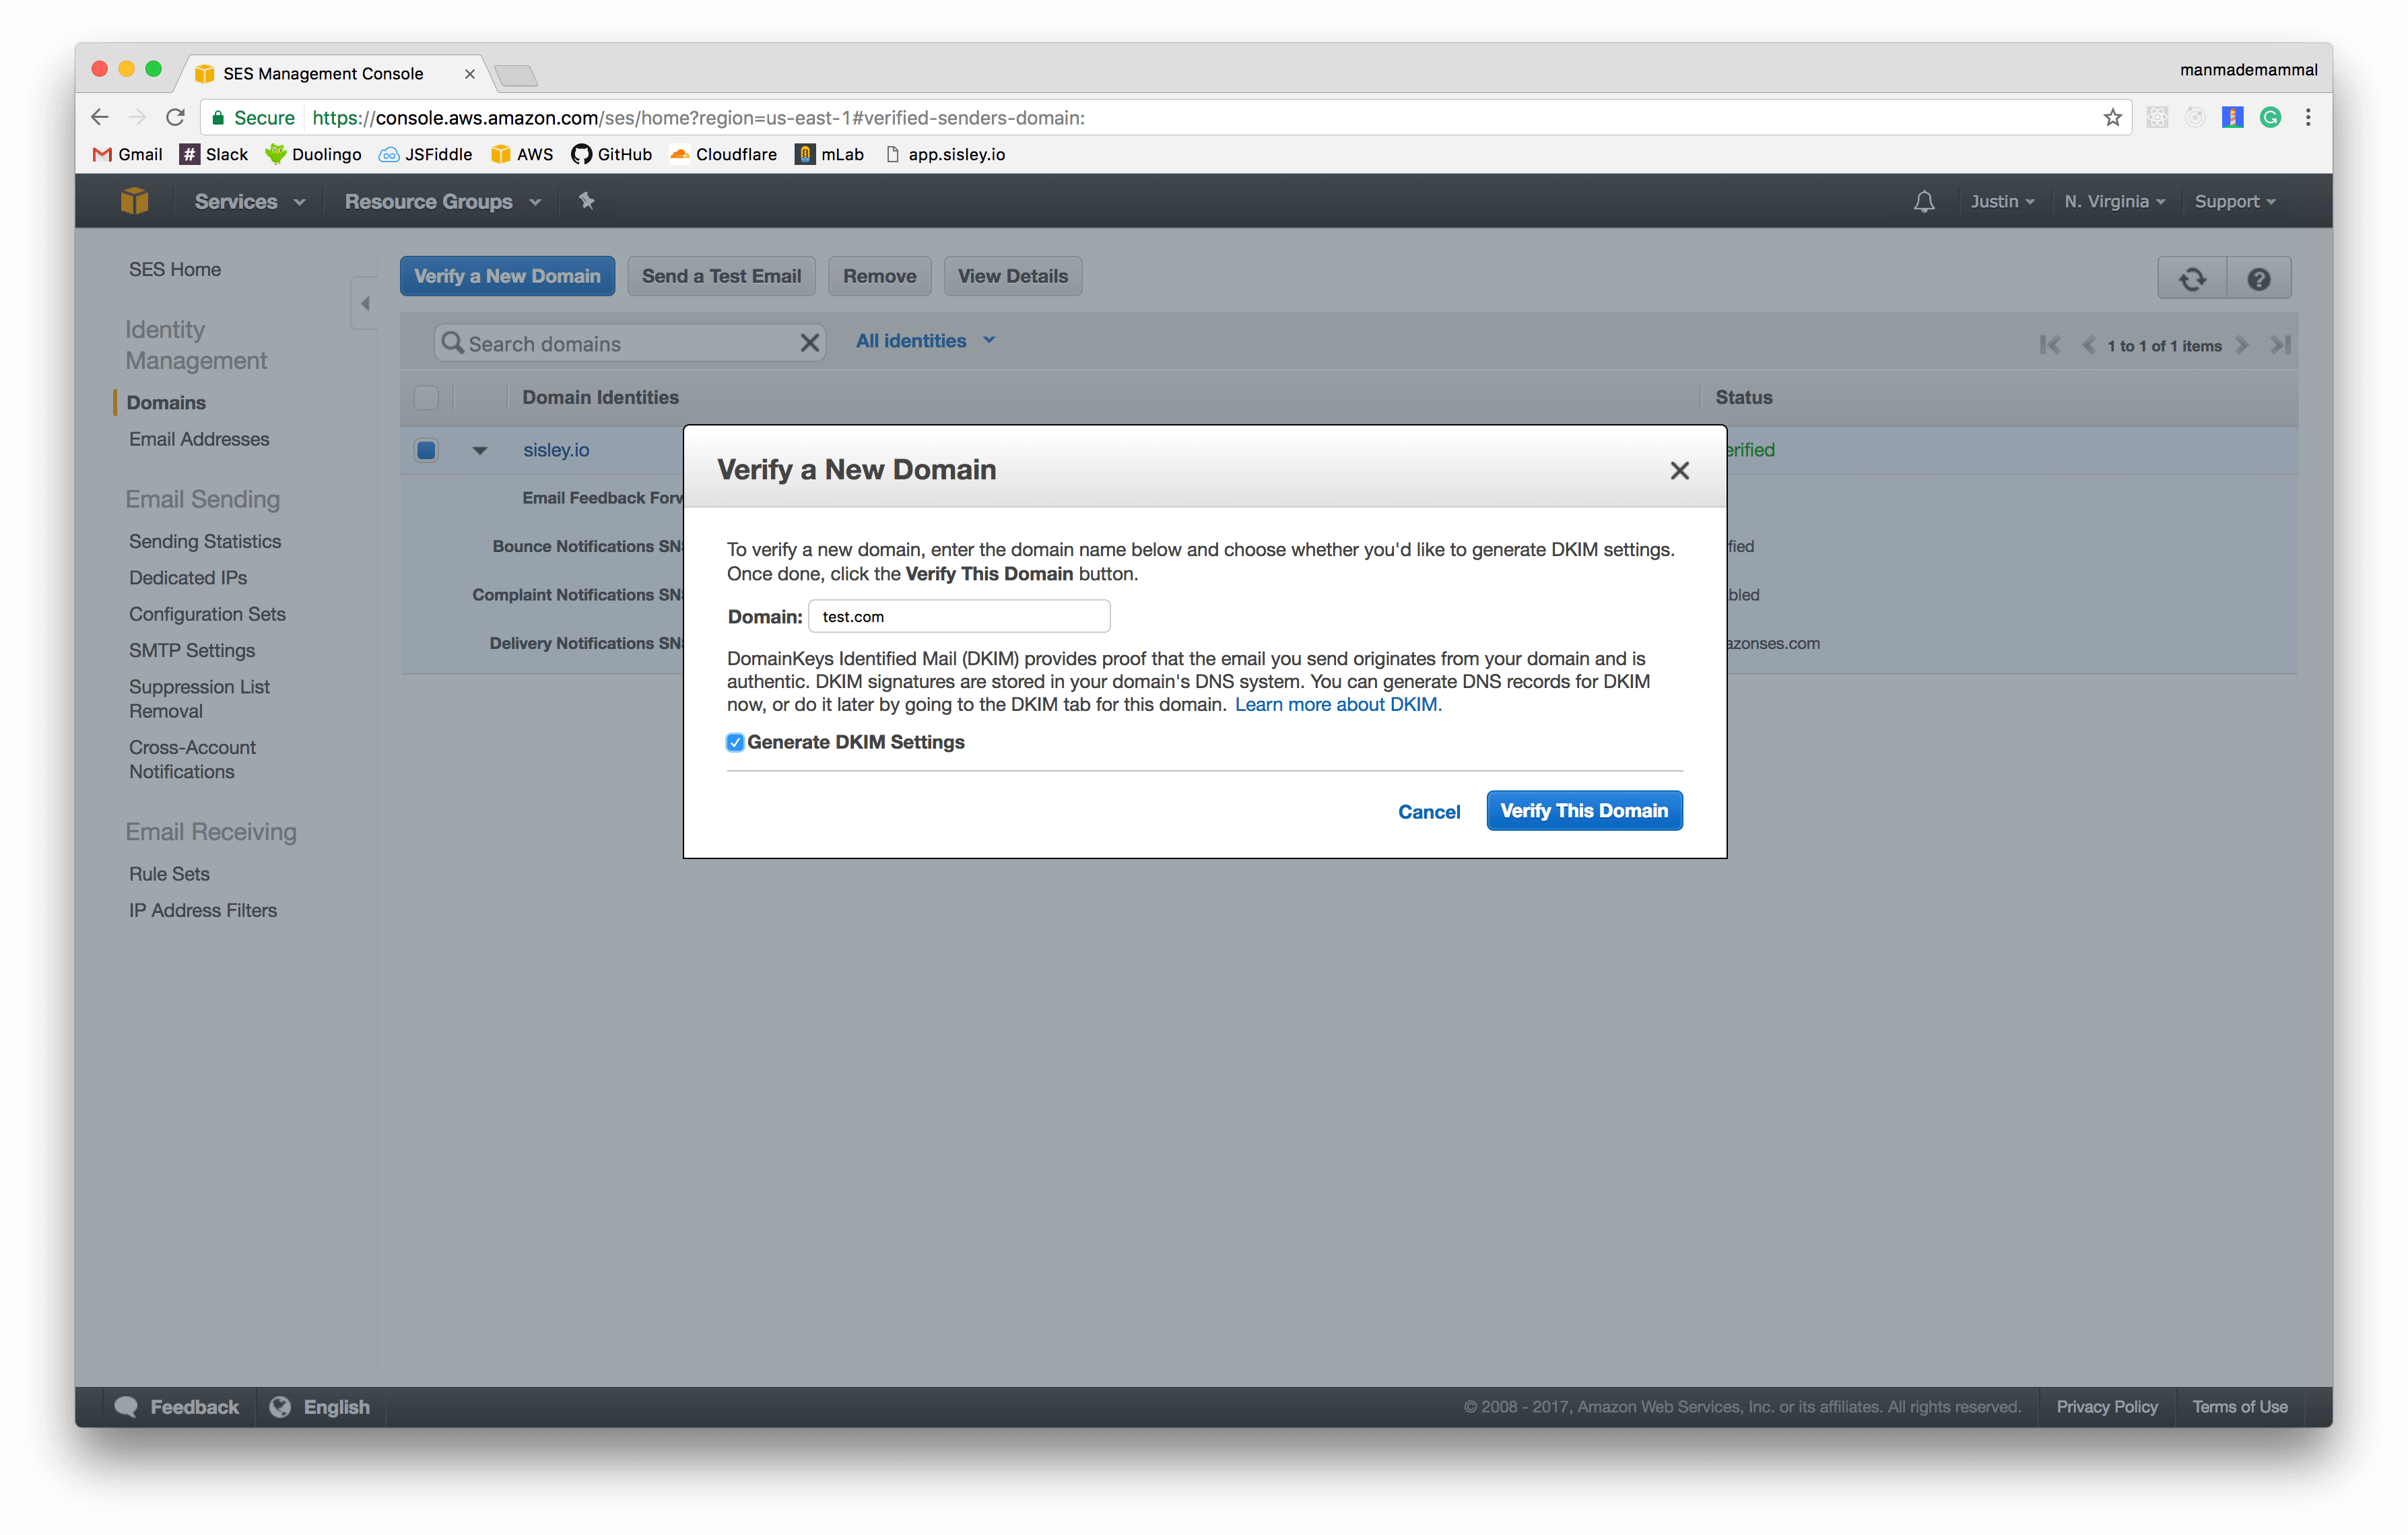 SES Management Console
manmademammal
Secure https://console.aws.amazon.com/ses/home?region=us-east-1#verified-senders-domain:
Gmail # Slack Duolingo JSFiddle AWS GitHub Cloudflare mLab app.sisley.io
Services Resource Groups Justin N. Virginia Support
SES Home
Identity
Management
Domains
Email Addresses
Email Sending
Sending Statistics
Dedicated IPs
Configuration Sets
SMTP Settings
Suppression List
Removal
Cross-Account
Notifications
Email Receiving
Rule Sets
IP Address Filters
Verify a New Domain Send a Test Email Remove View Details
Search domains All identities 1 to 1 of 1 items
Domain Identities Status
sisley.io erified
Email Feedback Forw
Bounce Notifications SNS fied
Complaint Notifications SNS bled
Delivery Notifications SNS azonses.com
Verify a New Domain
To verify a new domain, enter the domain name below and choose whether you'd like to generate DKIM settings.
Once done, click the Verify This Domain button.
Domain: test.com
DomainKeys Identified Mail (DKIM) provides proof that the email you send originates from your domain and is
authentic. DKIM signatures are stored in your domain's DNS system. You can generate DNS records for DKIM
now, or do it later by going to the DKIM tab for this domain. Learn more about DKIM.
Generate DKIM Settings
Cancel Verify This Domain
Feedback English © 2008 - 2017, Amazon Web Services, Inc. or its affiliates. All rights reserved. Privacy Policy Terms of Use